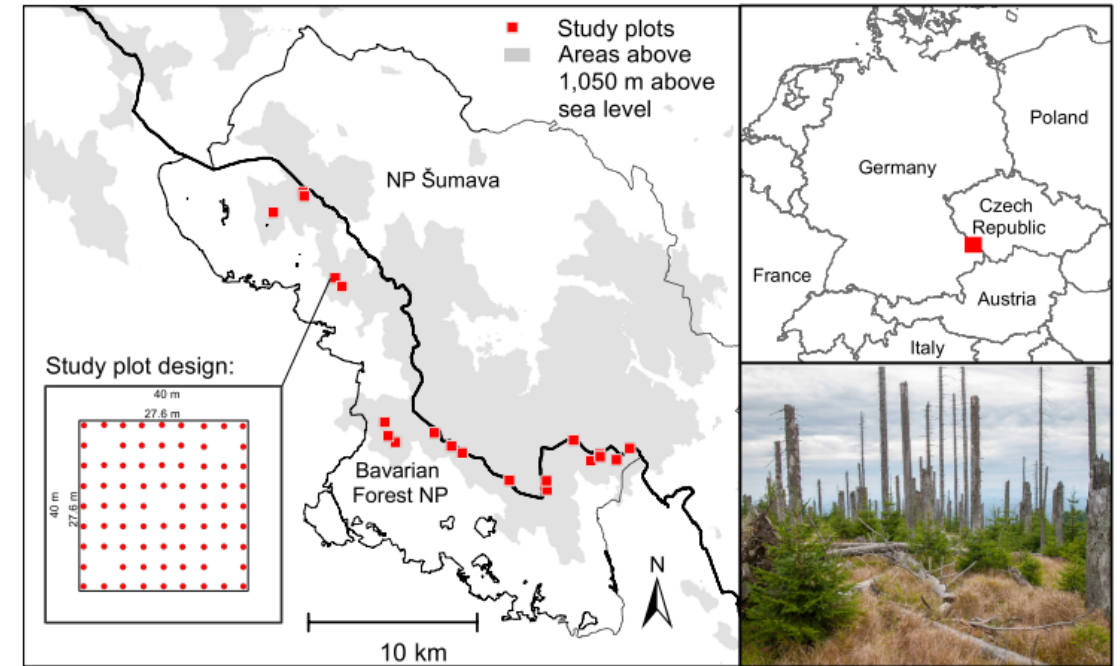 Study plots
Areas above
1,050 m above
sea level
NP Šumava
Study plot design:
40 m
27.6 m
40 m
27.6 m
Bavarian
Forest NP
N
10 km
Poland
Germany
Czech
Republic
France
Austria
Italy